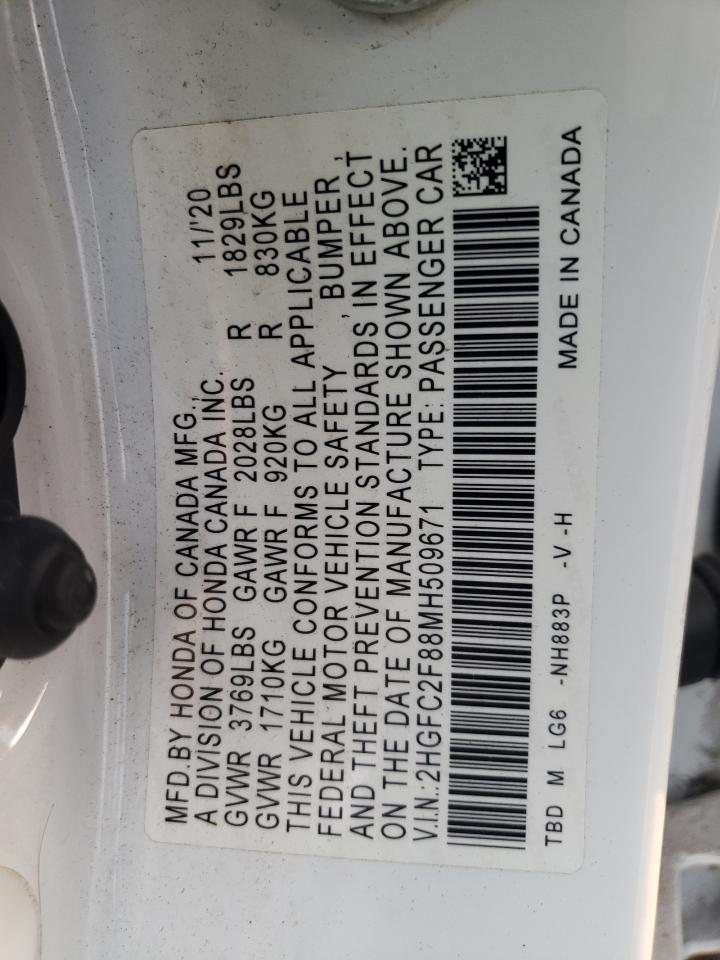 MFD.BY HONDA OF CANADA MFG., 11/'20
A DIVISION OF HONDA CANADA INC.
GVWR 3769LBS GAWR F 2028LBS R 1829LBS
GVWR 1710KG GAWR F 920KG R 830KG
THIS VEHICLE CONFORMS TO ALL APPLICABLE
FEDERAL MOTOR VEHICLE SAFETY , BUMPER,
AND THEFT PREVENTION STANDARDS IN EFFECT
ON THE DATE OF MANUFACTURE SHOWN ABOVE.
V.I.N.:2HGFC2F88MH509671 TYPE: PASSENGER CAR
TBD M LG6 -NH883P -V -H MADE IN CANADA